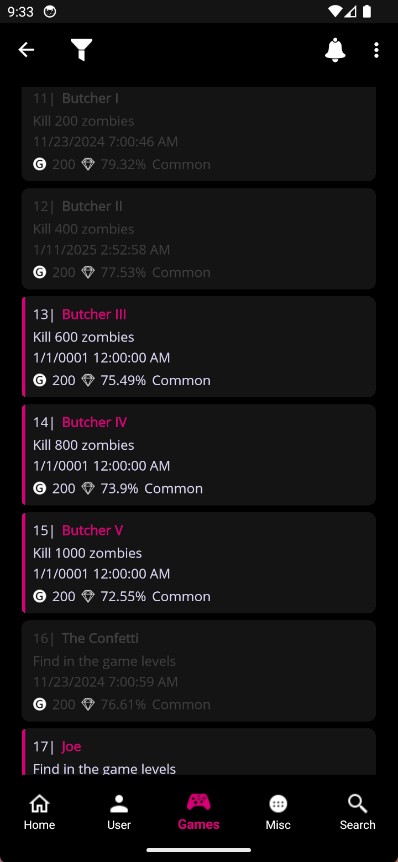 9:33
11| Butcher I
Kill 200 zombies
11/23/2024 7:00:46 AM
G 200 79.32% Common
12| Butcher II
Kill 400 zombies
1/11/2025 2:52:58 AM
G 200 77.53% Common
13| Butcher III
Kill 600 zombies
1/1/0001 12:00:00 AM
G 200 75.49% Common
14| Butcher IV
Kill 800 zombies
1/1/0001 12:00:00 AM
G 200 73.9% Common
15| Butcher V
Kill 1000 zombies
1/1/0001 12:00:00 AM
G 200 72.55% Common
16| The Confetti
Find in the game levels
11/23/2024 7:00:59 AM
G 200 76.61% Common
17| Joe
Find in the game levels
Home User Games Misc Search